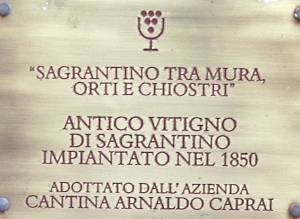 "SAGRANTINO TRA MURA,
ORTI E CHIOSTRI"
ANTICO VITIGNO
DI SAGRANTINO
IMPIANTATO NEL 1850
ADOTTATO DALL'AZIENDA
CANTINA ARNALDO CAPRAI